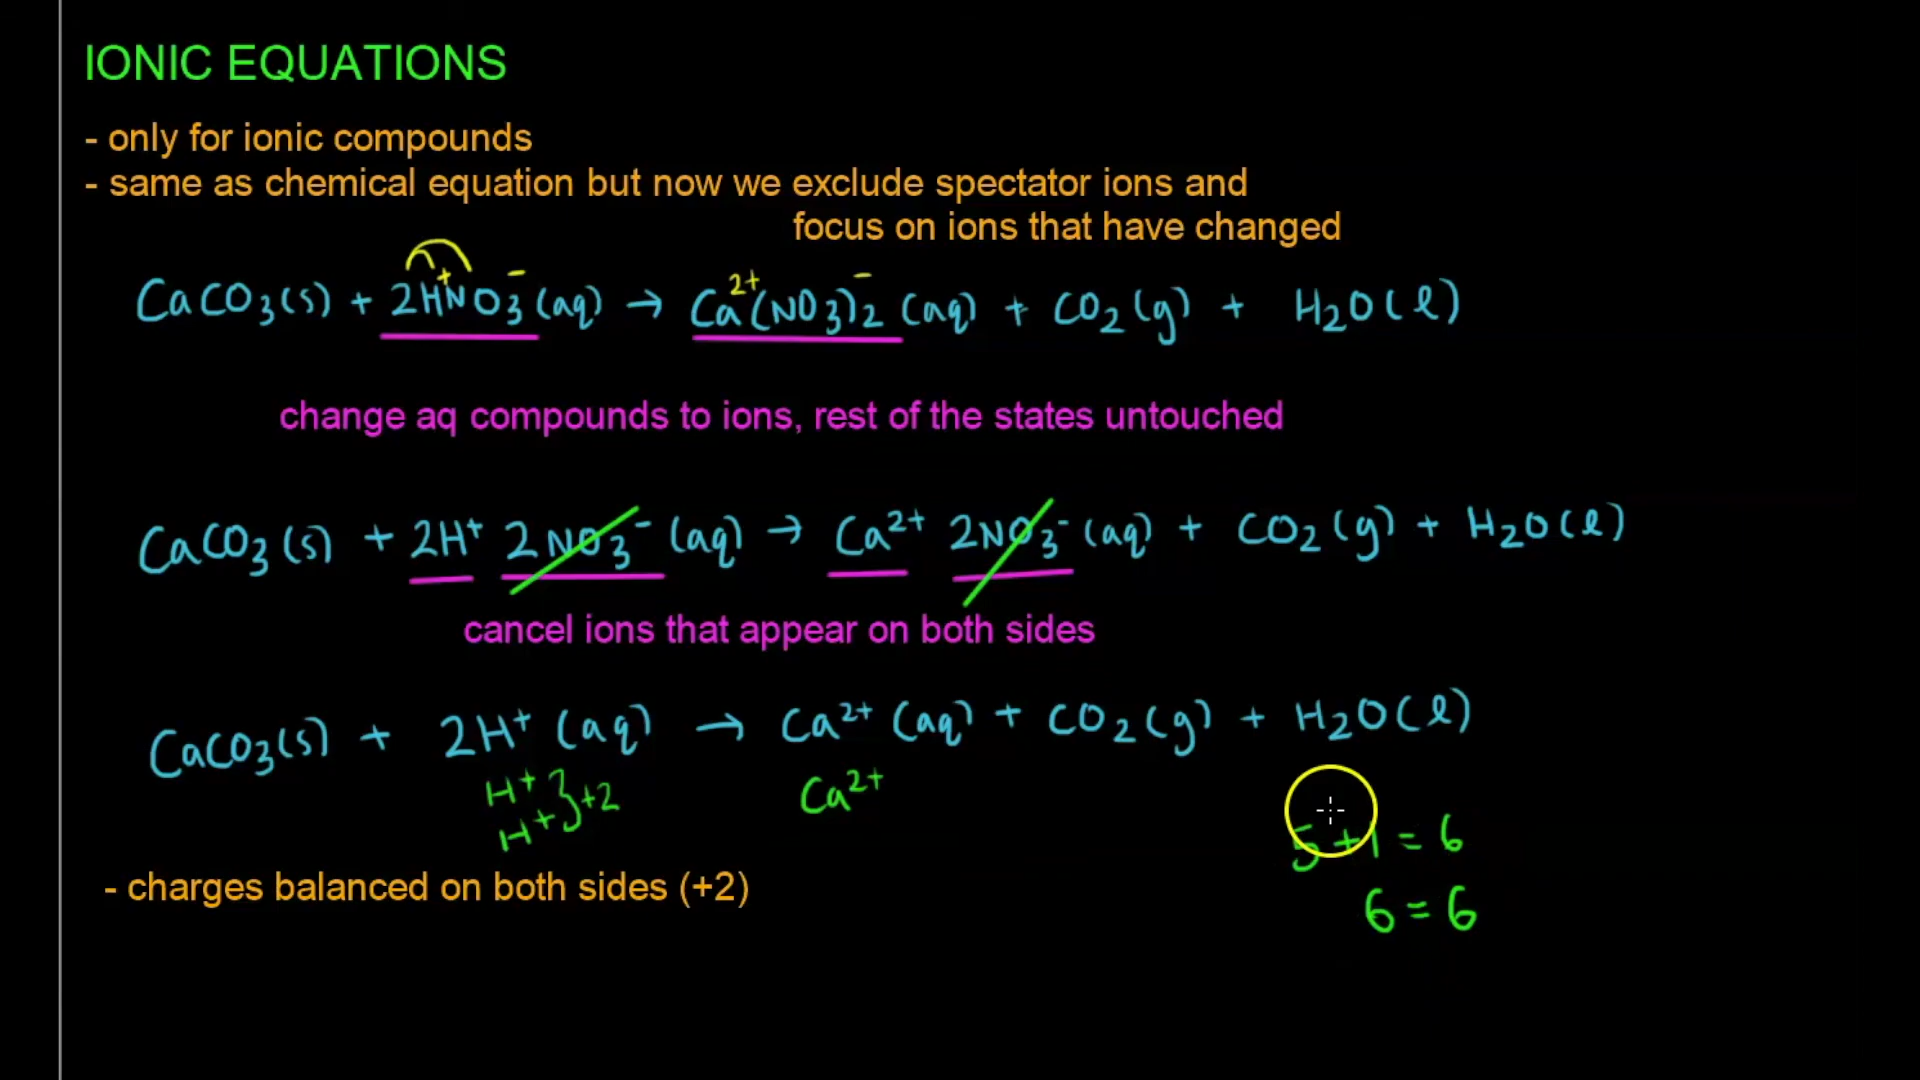 IONIC EQUATIONS
- only for ionic compounds
- same as chemical equation but now we exclude spectator ions and
focus on ions that have changed
+ - 2+ -
CaCO3(s) + 2HNO3(aq) → Ca(NO3)2(aq) + CO2(g) + H2O(l)
change aq compounds to ions, rest of the states untouched
CaCO3(s) + 2H+ 2NO3-(aq) → Ca2+ 2NO3-(aq) + CO2(g) + H2O(l)
cancel ions that appear on both sides
CaCO3(s) + 2H+(aq) → Ca2+(aq) + CO2(g) + H2O(l)
H+ } +2 Ca2+
H+
5+1 = 6
- charges balanced on both sides (+2)
6 = 6